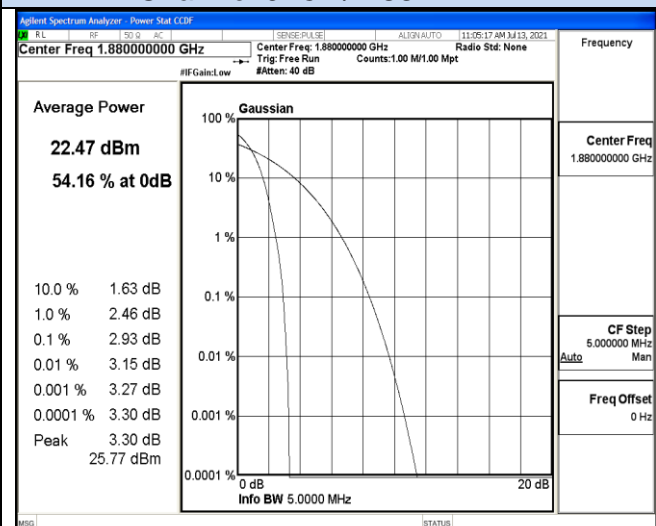 Agilent Spectrum Analyzer - Power Stat CCDF
RL RF 50 Ω AC SENSE:PULSE ALIGN AUTO 11:05:17 AM Jul 13, 2021
Center Freq 1.880000000 GHz
Center Freq: 1.880000000 GHz Radio Std: None
Trig: Free Run Counts:1.00 M/1.00 Mpt
#IFGain:Low #Atten: 40 dB
Frequency
Average Power
22.47 dBm
54.16 % at 0dB
10.0 % 1.63 dB
1.0 % 2.46 dB
0.1 % 2.93 dB
0.01 % 3.15 dB
0.001 % 3.27 dB
0.0001 % 3.30 dB
Peak 3.30 dB
25.77 dBm
Gaussian
100 %
10 %
1 %
0.1 %
0.01 %
0.001 %
0.0001 %
0 dB 20 dB
Info BW 5.0000 MHz
Center Freq
1.880000000 GHz
CF Step
5.000000 MHz
Auto Man
Freq Offset
0 Hz
MSG STATUS